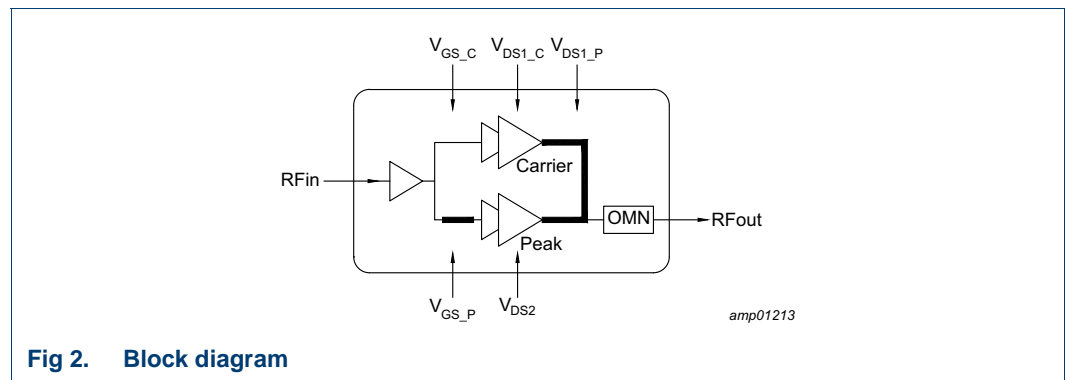 V_GS_C V_DS1_C V_DS1_P
Carrier
RFin
OMN RFout
Peak
V_GS_P V_DS2
amp01213
Fig 2. Block diagram